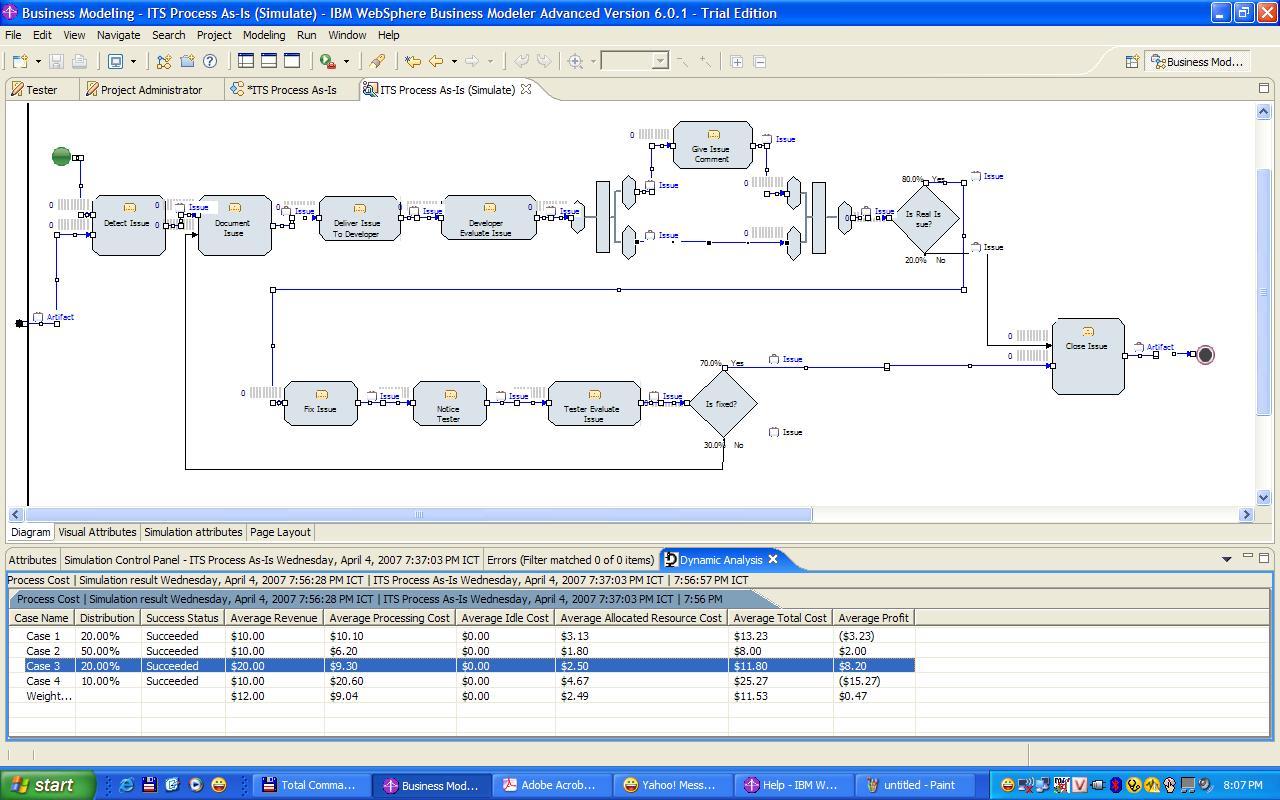 Business Modeling - ITS Process As-Is (Simulate) - IBM WebSphere Business Modeler Advanced Version 6.0.1 - Trial Edition
File Edit View Navigate Search Project Modeling Run Window Help
Business Mod...
Tester Project Administrator *ITS Process As-Is ITS Process As-Is (Simulate)
0 Give Issue Comment Issue
Issue 0
80.0% Yes Issue
0 Detect Issue 0 Issue Document Isuse 0 Issue Deliver Issue To Developer 0 Issue Developer Evaluate Issue 0 Issue
0 0
Issue 0
0 Issue Is Real Is sue?
20.0% No Issue
Artifact
0 Close Issue Artifact
0
70.0% Yes Issue
0 Fix Issue Issue Notice Tester Issue Tester Evaluate Issue Issue Is fixed?
30.0% No Issue
Diagram Visual Attributes Simulation attributes Page Layout
Attributes Simulation Control Panel - ITS Process As-Is Wednesday, April 4, 2007 7:37:03 PM ICT Errors (Filter matched 0 of 0 items) Dynamic Analysis
Process Cost | Simulation result Wednesday, April 4, 2007 7:56:28 PM ICT | ITS Process As-Is Wednesday, April 4, 2007 7:37:03 PM ICT | 7:56:57 PM ICT
Process Cost | Simulation result Wednesday, April 4, 2007 7:56:28 PM ICT | ITS Process As-Is Wednesday, April 4, 2007 7:37:03 PM ICT | 7:56 PM
Case Name Distribution Success Status Average Revenue Average Processing Cost Average Idle Cost Average Allocated Resource Cost Average Total Cost Average Profit
Case 1 20.00% Succeeded $10.00 $10.10 $0.00 $3.13 $13.23 ($3.23)
Case 2 50.00% Succeeded $10.00 $6.20 $0.00 $1.80 $8.00 $2.00
Case 3 20.00% Succeeded $20.00 $9.30 $0.00 $2.50 $11.80 $8.20
Case 4 10.00% Succeeded $10.00 $20.60 $0.00 $4.67 $25.27 ($15.27)
Weight... $12.00 $9.04 $0.00 $2.49 $11.53 $0.47
start Total Comma... Business Mod... Adobe Acrob... Yahoo! Mess... Help - IBM W... untitled - Paint 8:07 PM